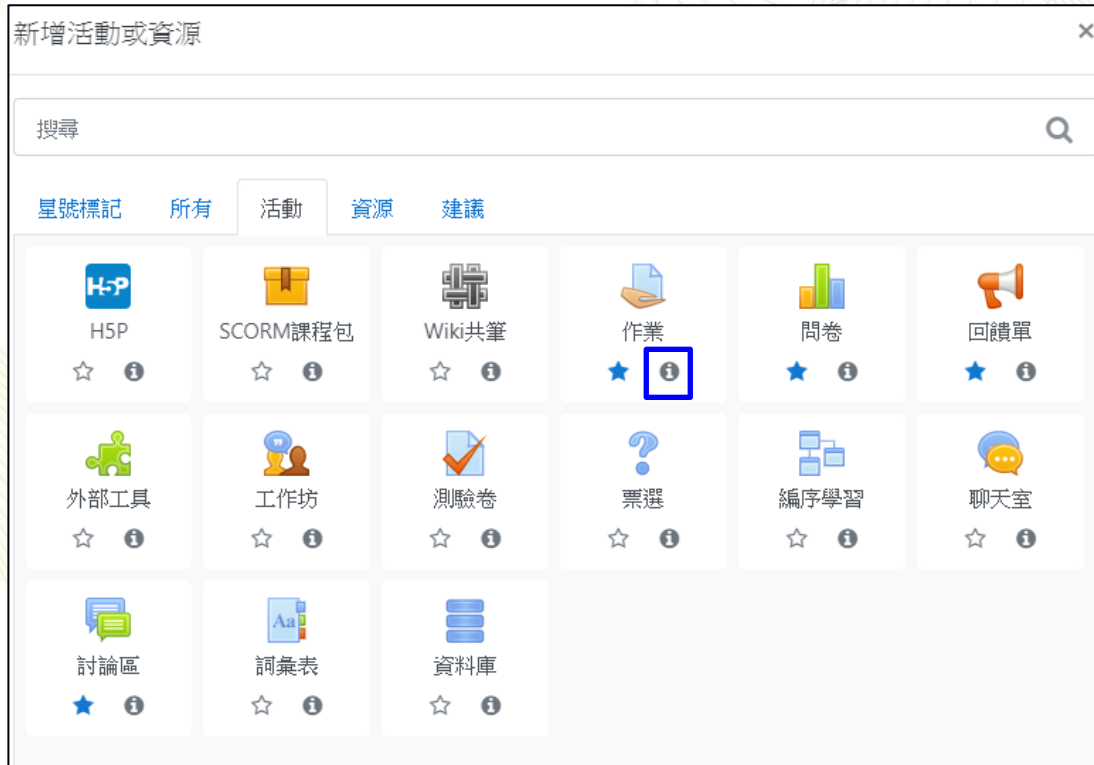 新增活動或資源
搜尋
星號標記 所有 活動 資源 建議
H5P
H5P SCORM課程包 Wiki共筆 作業 問卷 回饋單
外部工具 工作坊 測驗卷 票選 編序學習 聊天室
Aa
討論區 詞彙表 資料庫